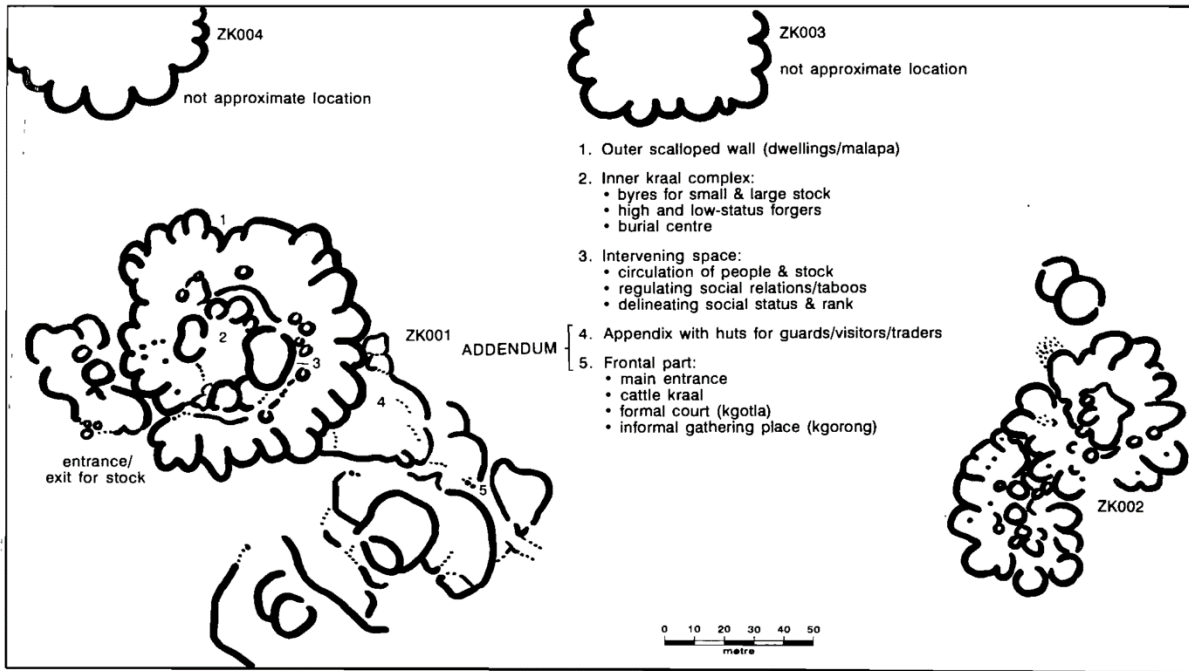 ZK004
not approximate location
ZK003
not approximate location
1. Outer scalloped wall (dwellings/malapa)
2. Inner kraal complex:
• byres for small & large stock
• high and low-status forgers
• burial centre
3. Intervening space:
• circulation of people & stock
• regulating social relations/taboos
• delineating social status & rank
ADDENDUM
4. Appendix with huts for guards/visitors/traders
5. Frontal part:
• main entrance
• cattle kraal
• formal court (kgotla)
• informal gathering place (kgorong)
1
2
3
ZK001
4
5
entrance/
exit for stock
ZK002
0 10 20 30 40 50
metre